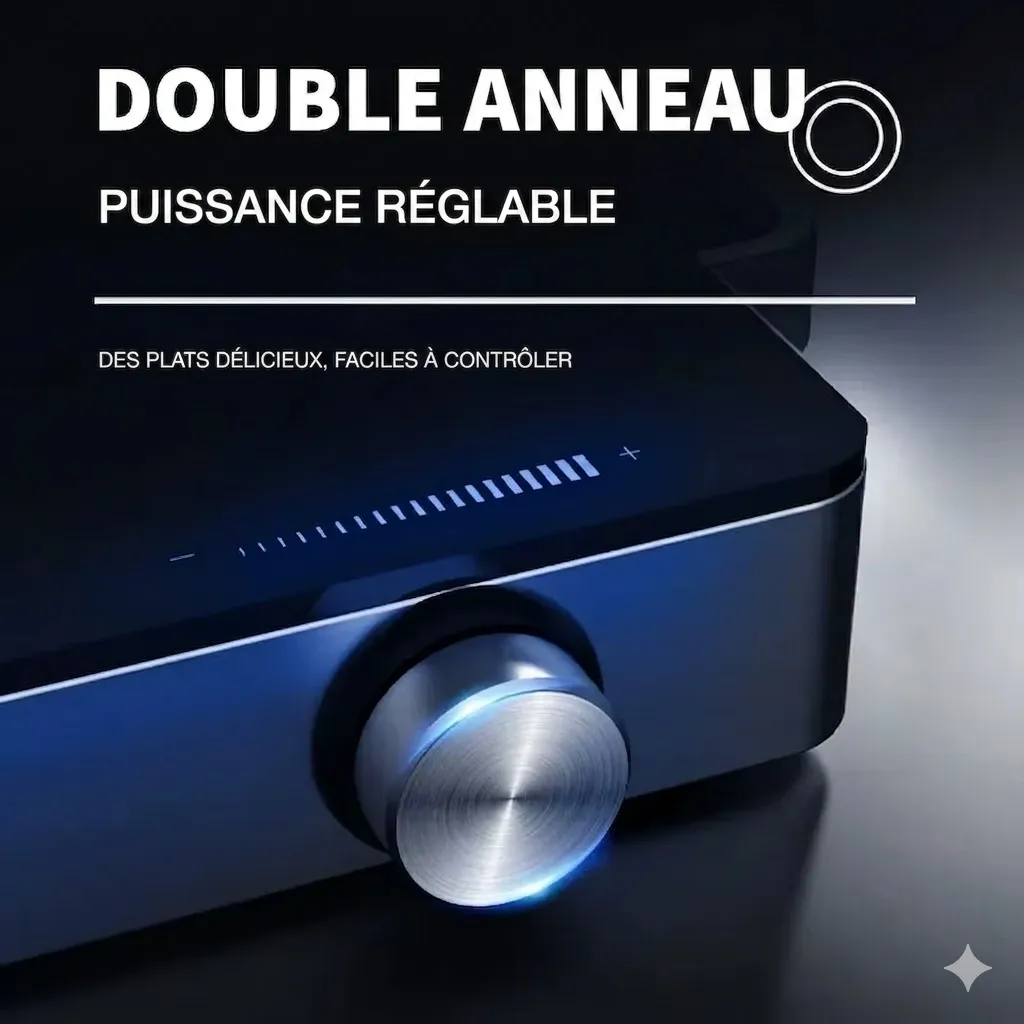 DOUBLE ANNEAU
PUISSANCE RÉGLABLE
DES PLATS DÉLICIEUX, FACILES À CONTRÔLER
— +